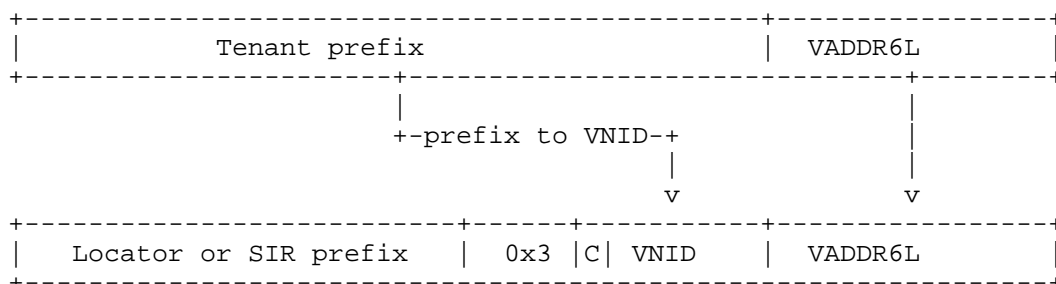 Tenant prefix | VADDR6L
prefix to VNID
v v
Locator or SIR prefix | 0x3 |C| VNID | VADDR6L